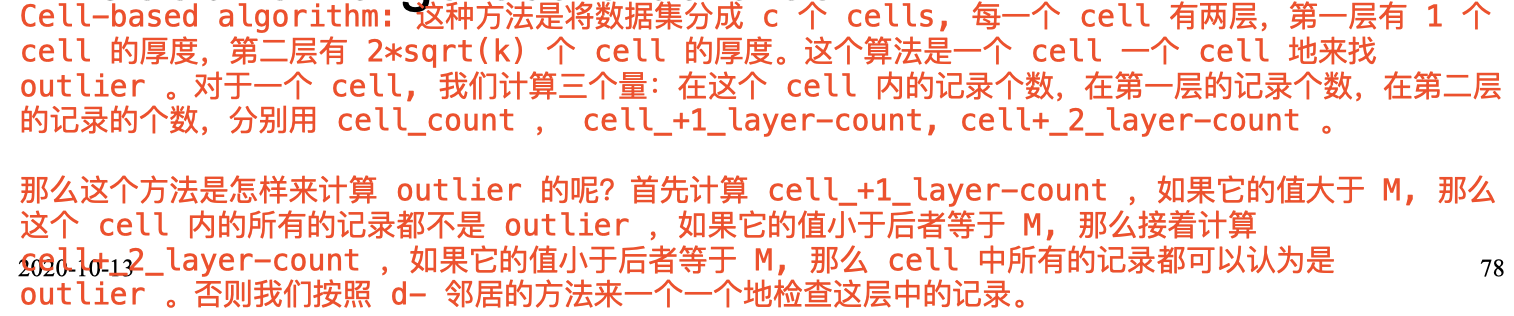 Cell-based algorithm: 这种方法是将数据集分成 c 个 cells, 每一个 cell 有两层，第一层有 1 个
cell 的厚度，第二层有 2*sqrt(k) 个 cell 的厚度。这个算法是一个 cell 一个 cell 地来找
outlier 。对于一个 cell, 我们计算三个量：在这个 cell 内的记录个数，在第一层的记录个数，在第二层
的记录的个数，分别用 cell_count ， cell_+1_layer-count, cell+_2_layer-count 。
那么这个方法是怎样来计算 outlier 的呢？首先计算 cell_+1_layer-count ，如果它的值大于 M, 那么
这个 cell 内的所有的记录都不是 outlier ，如果它的值小于后者等于 M, 那么接着计算
cell+_2_layer-count ，如果它的值小于后者等于 M, 那么 cell 中所有的记录都可以认为是
2020-10-13
78
outlier 。否则我们按照 d- 邻居的方法来一个一个地检查这层中的记录。